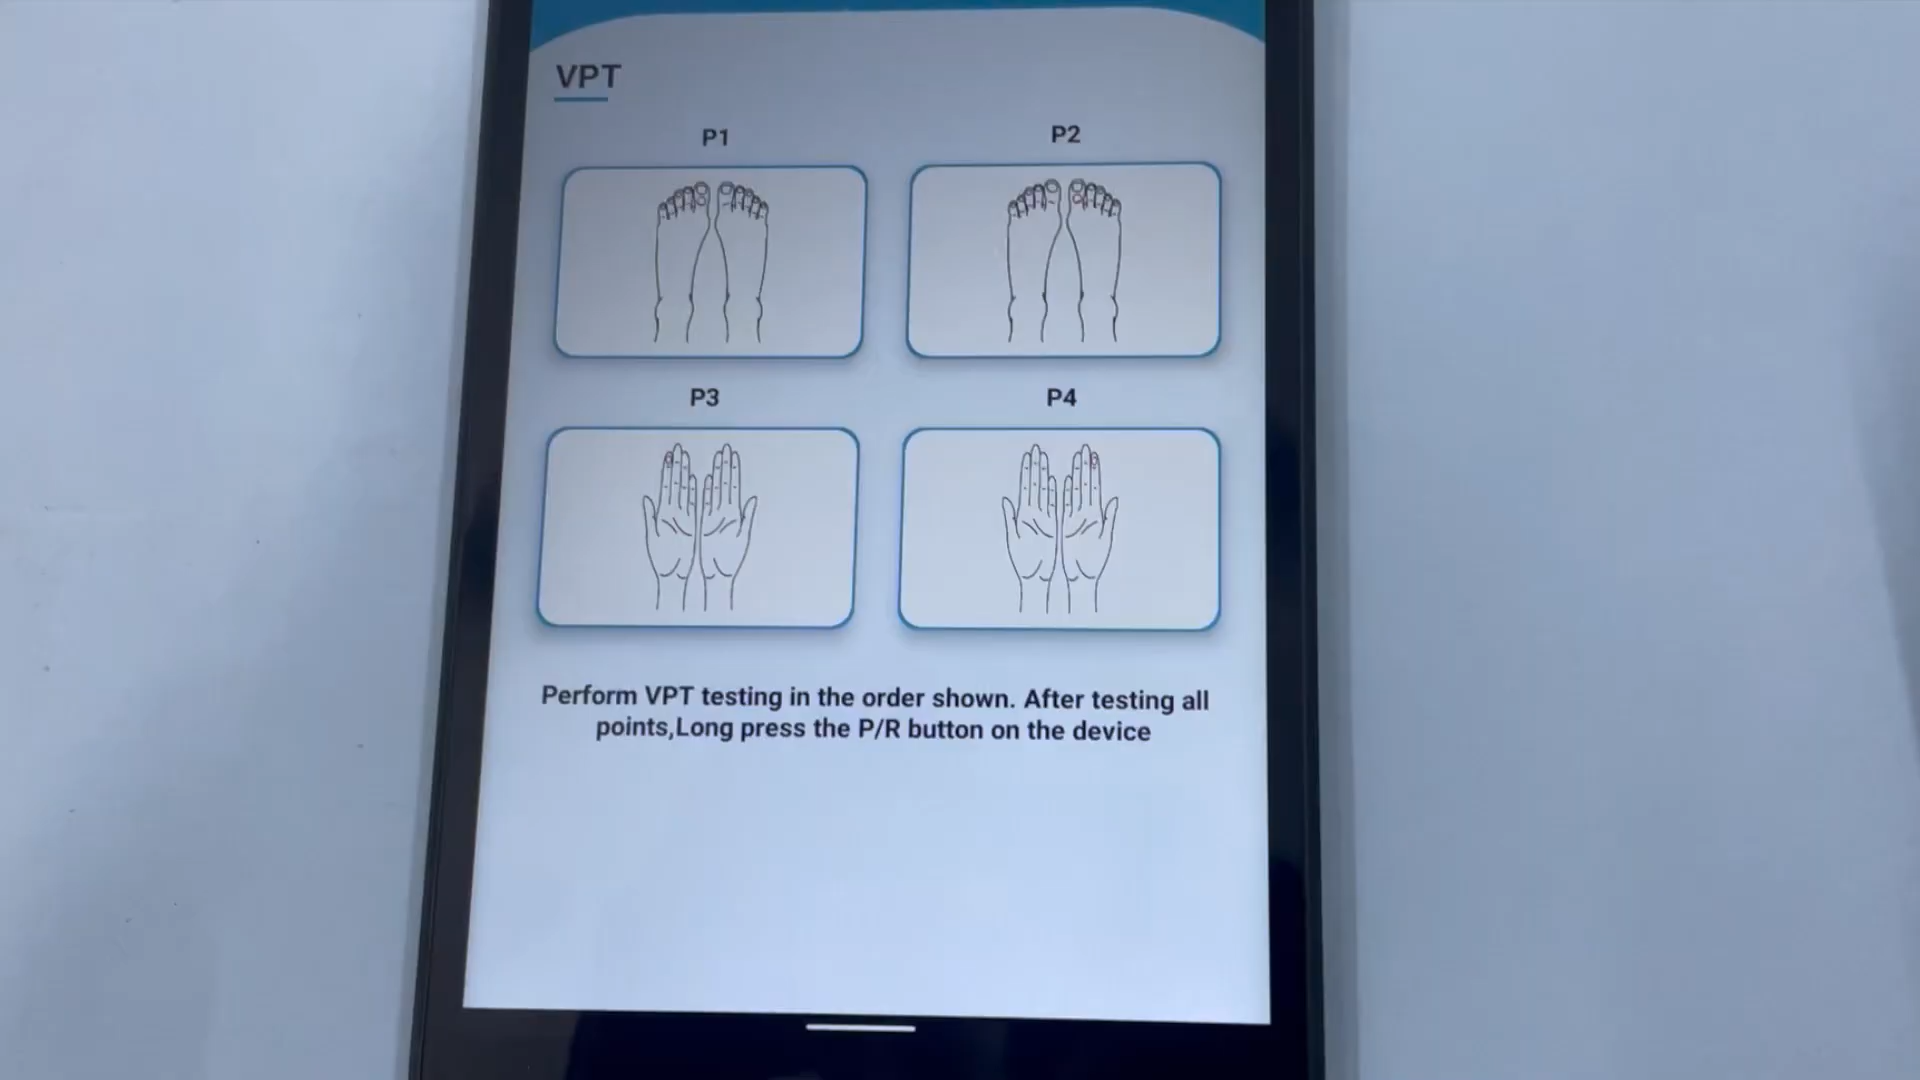 VPT
P1
P2
P3
P4
Perform VPT testing in the order shown. After testing all
points,Long press the P/R button on the device